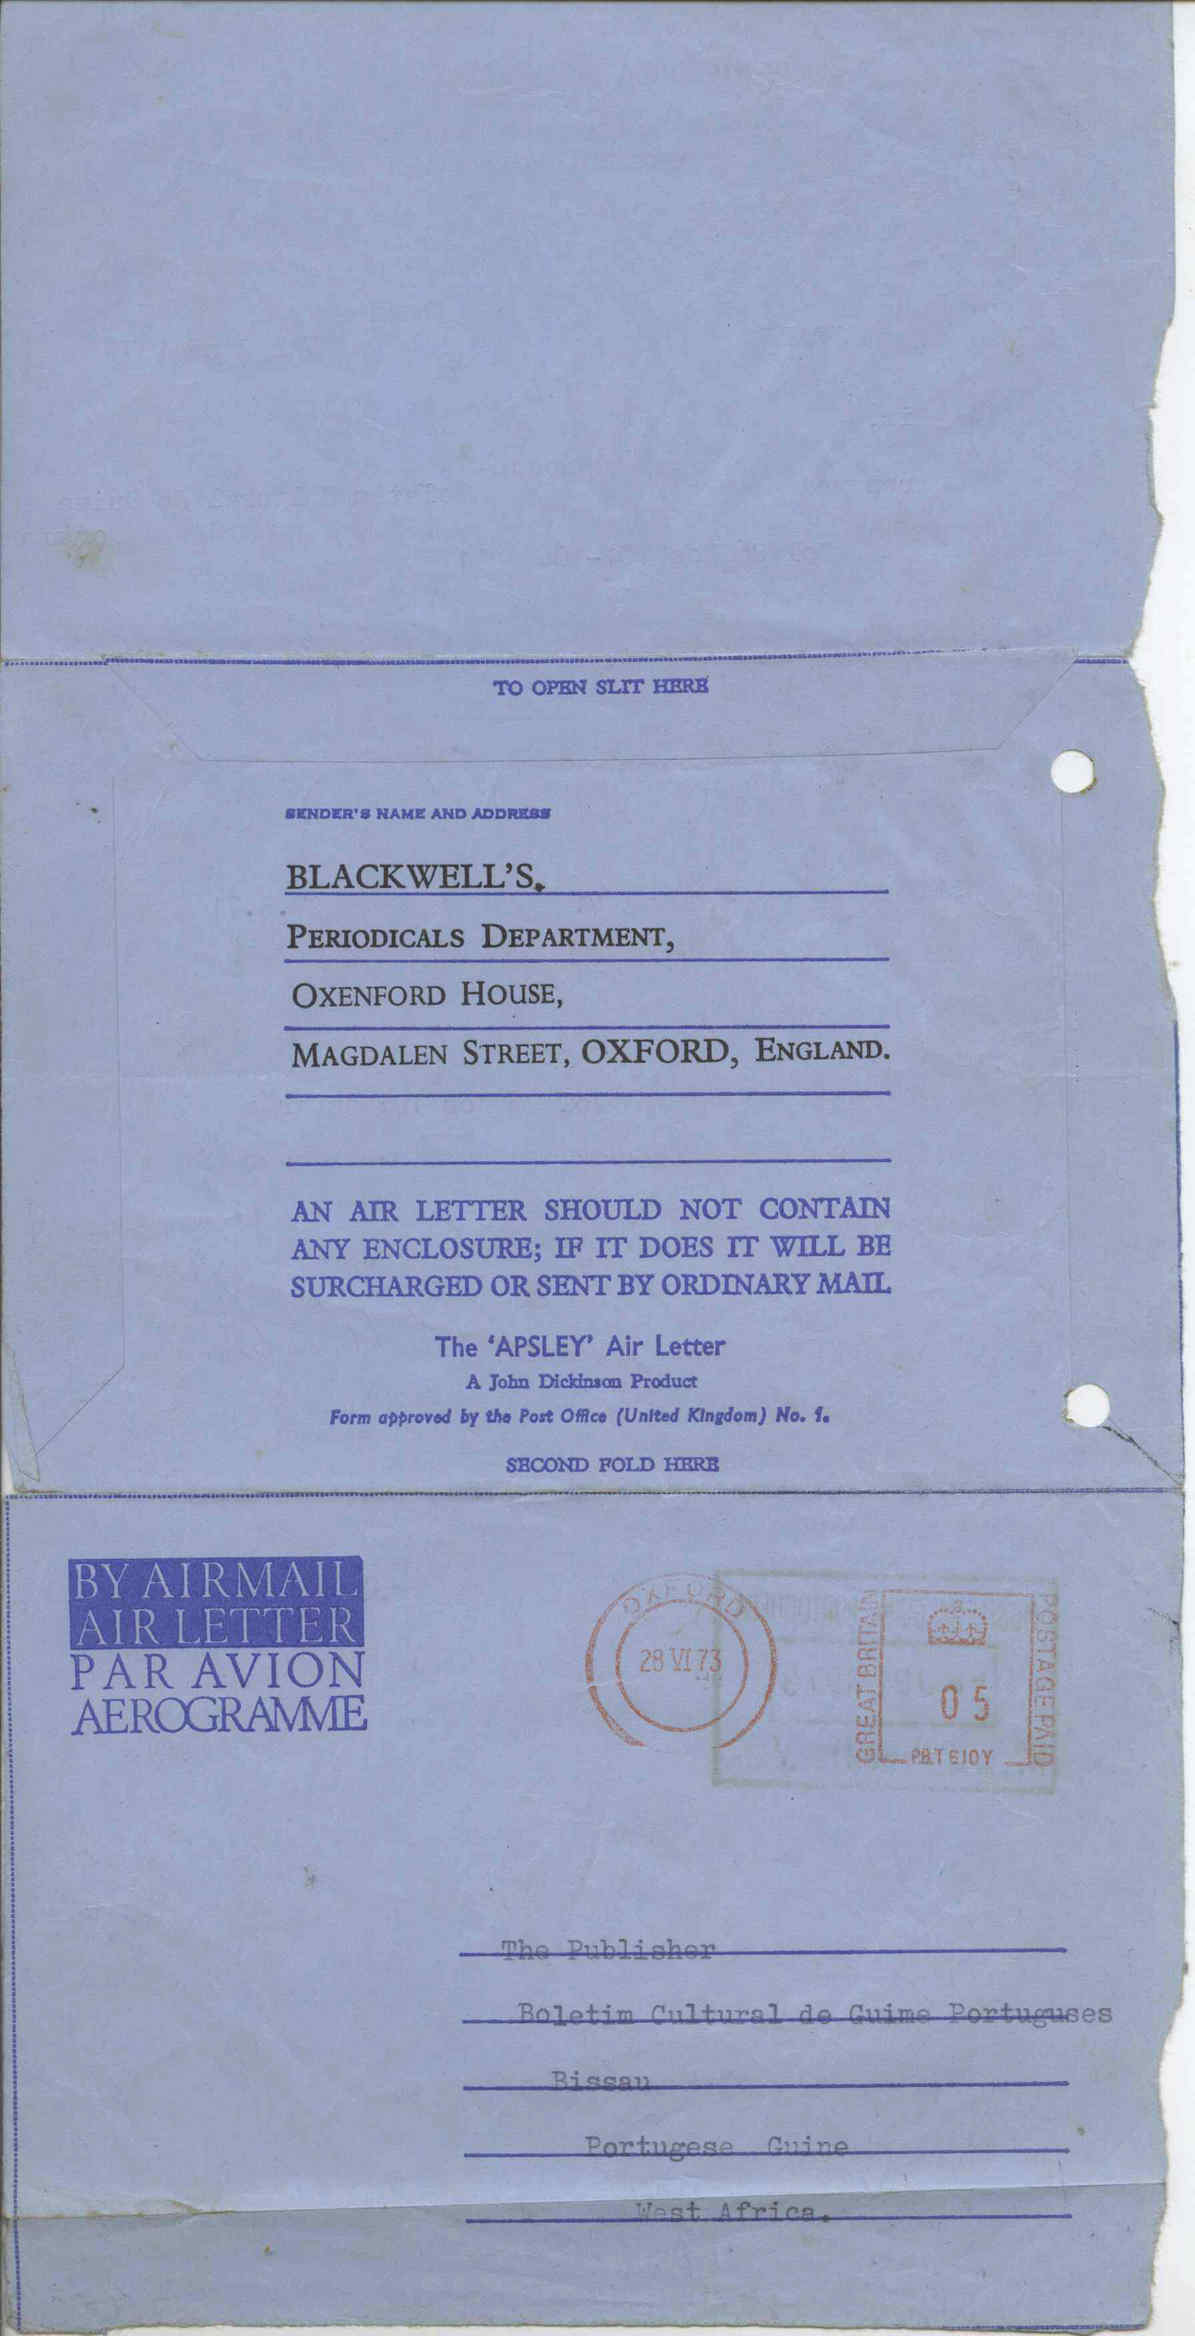 TO OPEN SLIT HERE
SENDER'S NAME AND ADDRESS
BLACKWELL'S,
PERIODICALS DEPARTMENT,
OXENFORD HOUSE,
MAGDALEN STREET, OXFORD, ENGLAND.
AN AIR LETTER SHOULD NOT CONTAIN
ANY ENCLOSURE; IF IT DOES IT WILL BE
SURCHARGED OR SENT BY ORDINARY MAIL
The 'APSLEY' Air Letter
A John Dickinson Product
Form approved by the Post Office (United Kingdom) No. 1.
SECOND FOLD HERE
BY AIRMAIL
AIR LETTER
PAR AVION
AEROGRAMME
OXFORD
28 VI 73
GREAT BRITAIN
05
POSTAGE PAID
The Publisher
Boletim Cultural de Guime Portuguses
Bissau
Portugese Guine
West Africa.